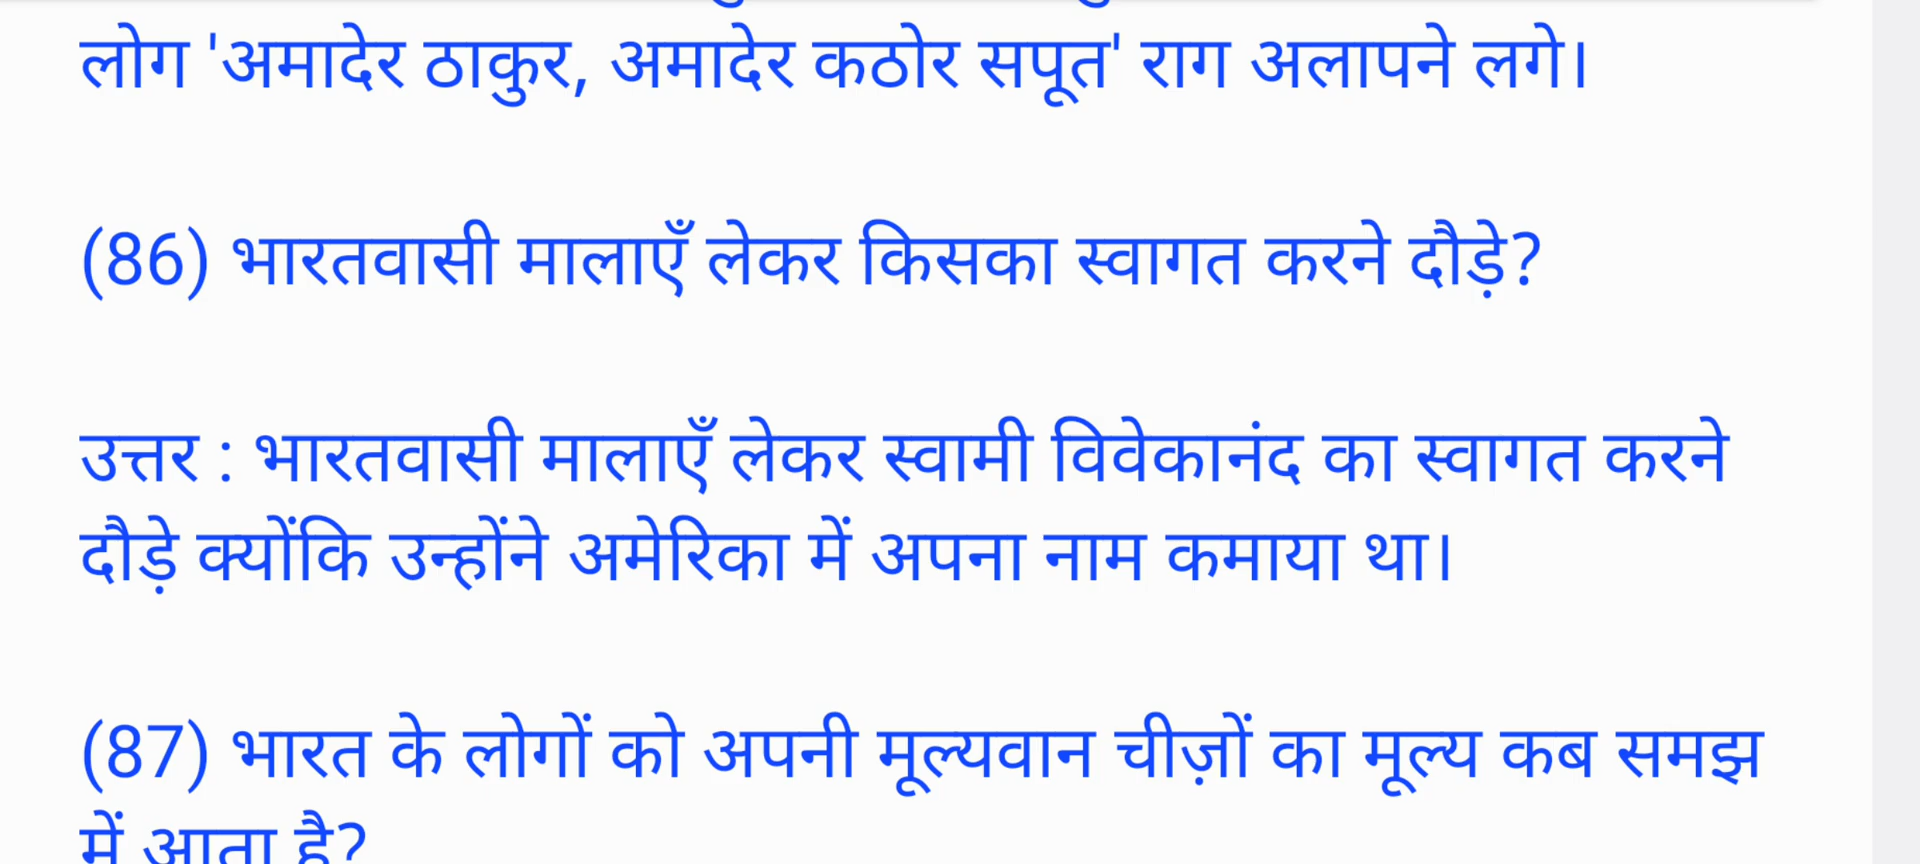 लोग 'अमादेर ठाकुर, अमादेर कठोर सपूत' राग अलापने लगे।
(86) भारतवासी मालाएँ लेकर किसका स्वागत करने दौड़े?
उत्तर : भारतवासी मालाएँ लेकर स्वामी विवेकानंद का स्वागत करने
दौड़े क्योंकि उन्होंने अमेरिका में अपना नाम कमाया था।
(87) भारत के लोगों को अपनी मूल्यवान चीज़ों का मूल्य कब समझ
में आता है?